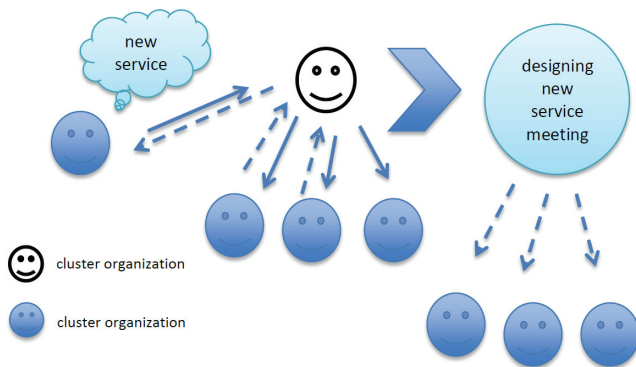 new
service
designing
new
service
meeting
cluster organization
cluster organization